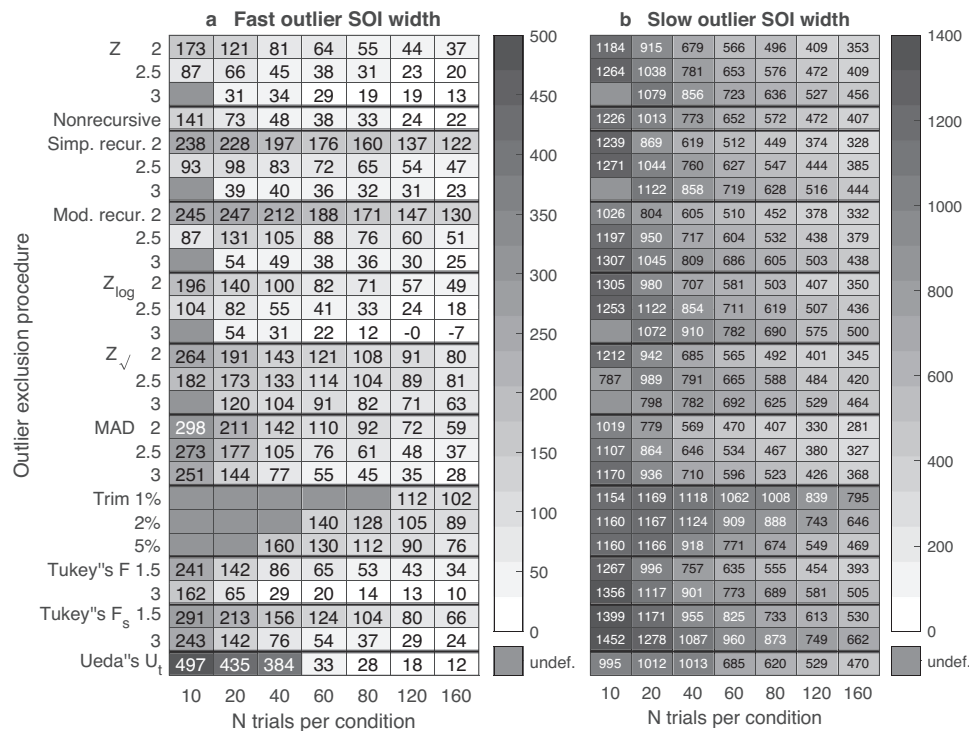 a Fast outlier SOI width
b Slow outlier SOI width
Outlier exclusion procedure
Z 2 173 121 81 64 55 44 37 1184 915 679 566 496 409 353
2.5 87 66 45 38 31 23 20 1264 1038 781 653 576 472 409
3 31 34 29 19 19 13 1079 856 723 636 527 456
Nonrecursive 141 73 48 38 33 24 22 1226 1013 773 652 572 472 407
Simp. recur. 2 238 228 197 176 160 137 122 1239 869 619 512 449 374 328
2.5 93 98 83 72 65 54 47 1271 1044 760 627 547 444 385
3 39 40 36 32 31 23 1122 858 719 628 516 444
Mod. recur. 2 245 247 212 188 171 147 130 1026 804 605 510 452 378 332
2.5 87 131 105 88 76 60 51 1197 950 717 604 532 438 379
3 54 49 38 36 30 25 1307 1045 809 686 605 503 438
Zlog 2 196 140 100 82 71 57 49 1305 980 707 581 503 407 350
2.5 104 82 55 41 33 24 18 1253 1129 854 711 619 507 436
3 54 31 22 12 -0 -7 1072 910 782 690 575 500
Z√ 2 264 191 143 121 108 91 80 1212 942 685 565 492 401 345
2.5 182 173 133 114 104 89 81 787 989 791 665 588 484 420
3 120 104 91 82 71 63 798 782 692 625 529 464
MAD 2 298 211 142 110 92 72 59 1019 779 569 470 407 330 281
2.5 273 177 105 76 61 48 37 1107 864 646 534 467 380 327
3 251 144 77 55 45 35 28 1170 936 710 596 523 426 368
Trim 1% 112 102 1154 1169 1118 1062 1008 839 795
2% 140 128 105 89 1160 1167 1124 909 888 743 646
5% 160 130 112 90 76 1160 1166 918 771 674 549 469
Tukey"s F 1.5 241 142 86 65 53 43 34 1267 996 757 635 555 454 393
3 162 65 29 20 14 13 10 1356 1117 901 773 689 581 505
Tukey"s Fs 1.5 291 213 156 124 104 80 66 1399 1171 955 825 733 613 530
3 243 142 76 54 37 29 24 1452 1278 1087 960 873 749 662
Ueda"s Ut 497 435 384 33 28 18 12 995 1012 1013 685 620 529 470
10 20 40 60 80 120 160
N trials per condition
10 20 40 60 80 120 160
N trials per condition
500
450
400
350
300
250
200
150
100
50
0
undef.
1400
1200
1000
800
600
400
200
0
undef.